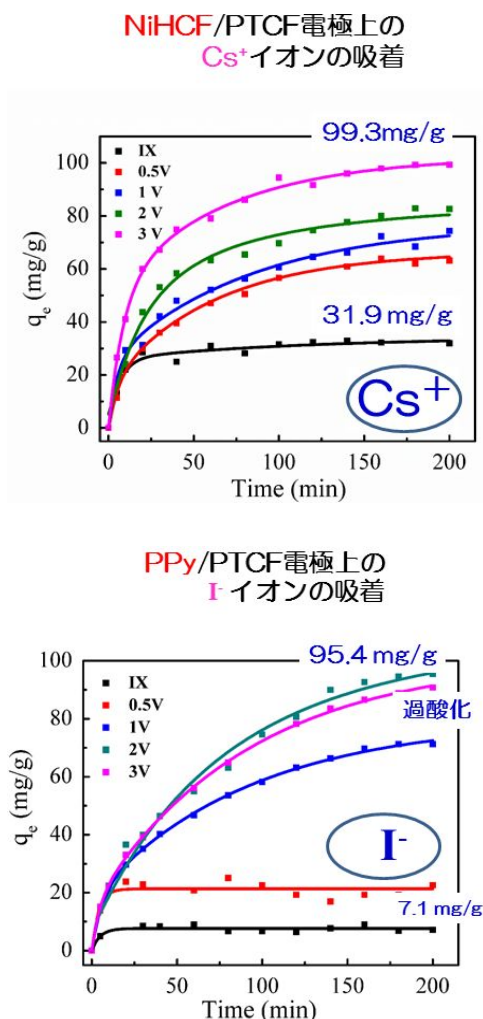 NiHCF/PTCF電極上の
Cs⁺イオンの吸着
99.3mg/g
IX
0.5V
1 V
2 V
3 V
31.9 mg/g
Cs⁺
100
80
60
40
20
0
qₑ (mg/g)
0 50 100 150 200
Time (min)
PPy/PTCF電極上の
I⁻ イオンの吸着
95.4 mg/g
IX
0.5V
1V
2V
3V
過酸化
I⁻
7.1 mg/g
100
80
60
40
20
0
qₑ (mg/g)
0 50 100 150 200
Time (min)